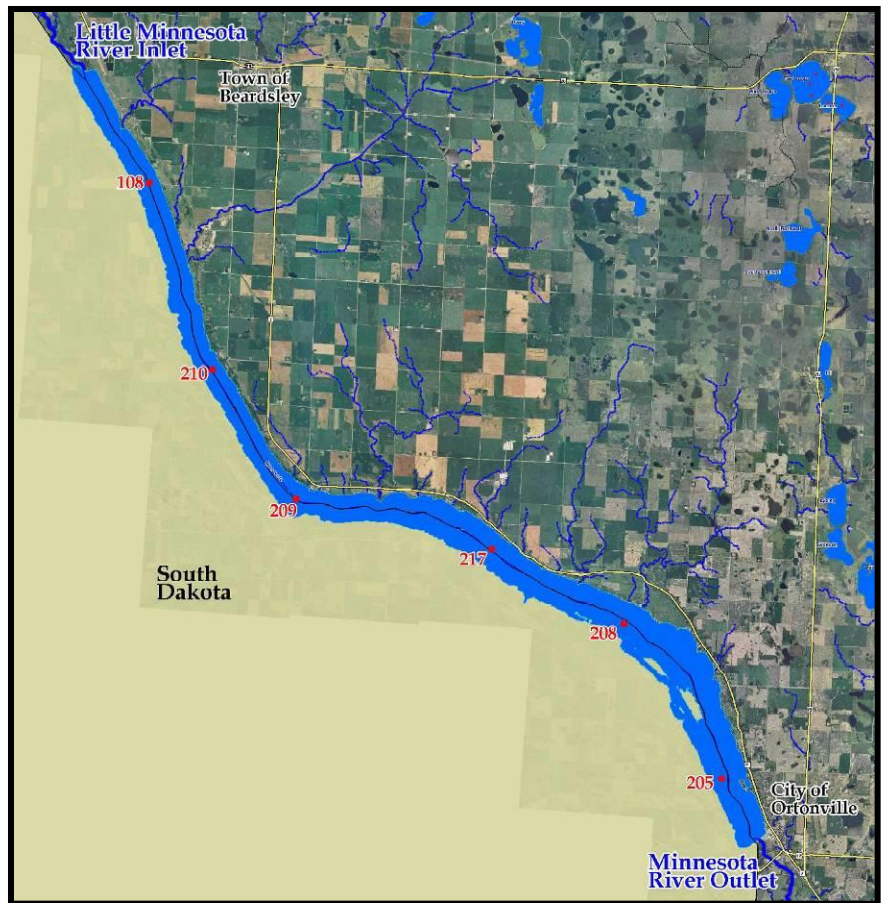 Little Minnesota
River Inlet
Town of
Beardsley
108
210
209
217
South
Dakota
208
205
City of
Ortonville
Minnesota
River Outlet